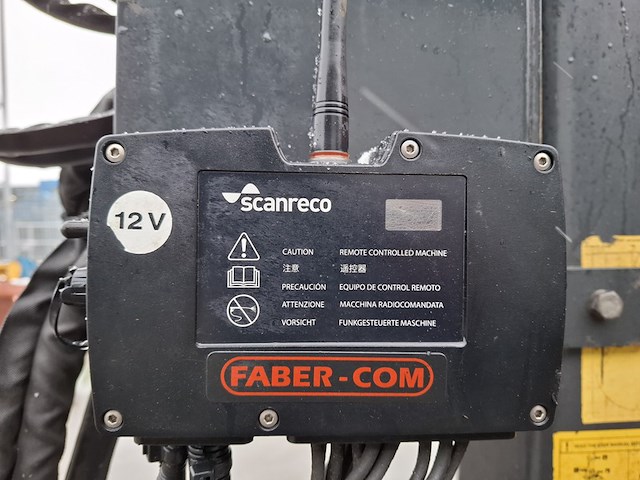 scanreco
12 V
CAUTION REMOTE CONTROLLED MACHINE
注意 遥控器
PRECAUCIÓN EQUIPO DE CONTROL REMOTO
ATTENZIONE MACCHINA RADIOCOMANDATA
VORSICHT FUNKGESTEUERTE MASCHINE
FABER-COM